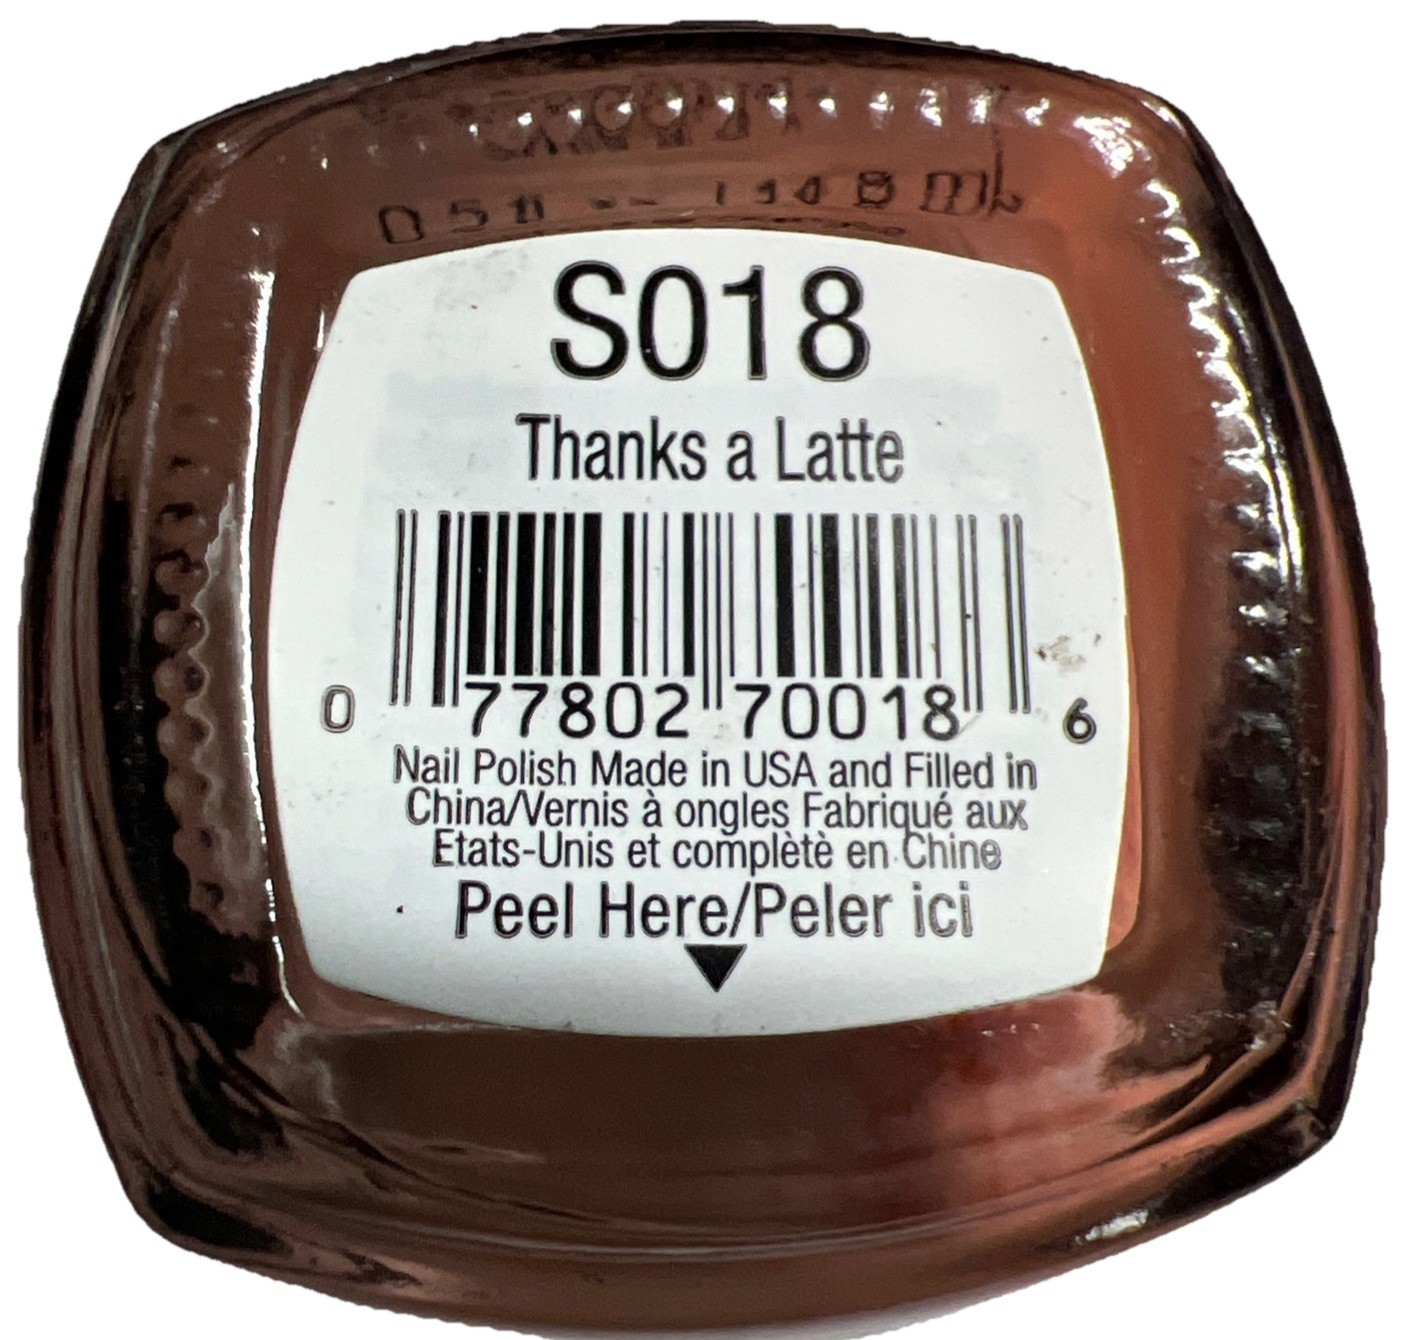 S018
Thanks a Latte
0 77802 70018 6
Nail Polish Made in USA and Filled in
China/Vernis à ongles Fabriqué aux
Etats-Unis et complètè en Chine
Peel Here/Peler ici